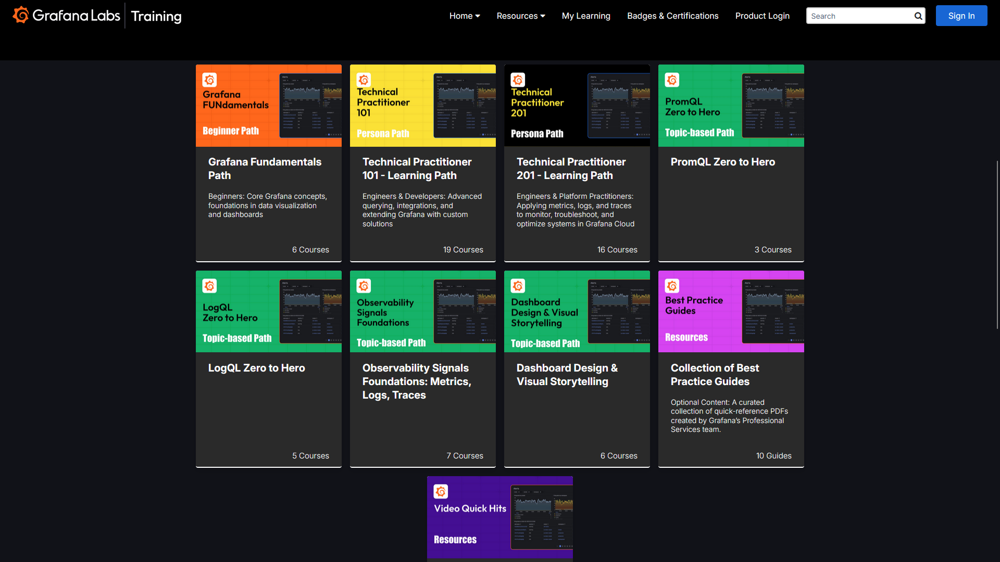 Grafana Labs Training
Home Resources My Learning Badges & Certifications Product Login Search Sign In
Grafana
FUNdamentals
Beginner Path
Grafana Fundamentals
Path
Beginners: Core Grafana concepts,
foundations in data visualization
and dashboards
6 Courses
Technical
Practitioner
101
Persona Path
Technical Practitioner
101 - Learning Path
Engineers & Developers: Advanced
querying, integrations, and
extending Grafana with custom
solutions
19 Courses
Technical
Practitioner
201
Persona Path
Technical Practitioner
201 - Learning Path
Engineers & Platform Practitioners:
Applying metrics, logs, and traces
to monitor, troubleshoot, and
optimize systems in Grafana Cloud
16 Courses
PromQL
Zero to Hero
Topic-based Path
PromQL Zero to Hero
3 Courses
LogQL
Zero to Hero
Topic-based Path
LogQL Zero to Hero
5 Courses
Observability
Signals
Foundations
Topic-based Path
Observability Signals
Foundations: Metrics,
Logs, Traces
7 Courses
Dashboard
Design & Visual
Storytelling
Topic-based Path
Dashboard Design &
Visual Storytelling
6 Courses
Best Practice
Guides
Resources
Collection of Best
Practice Guides
Optional Content: A curated
collection of quick-reference PDFs
created by Grafana’s Professional
Services team.
10 Guides
Video Quick Hits
Resources